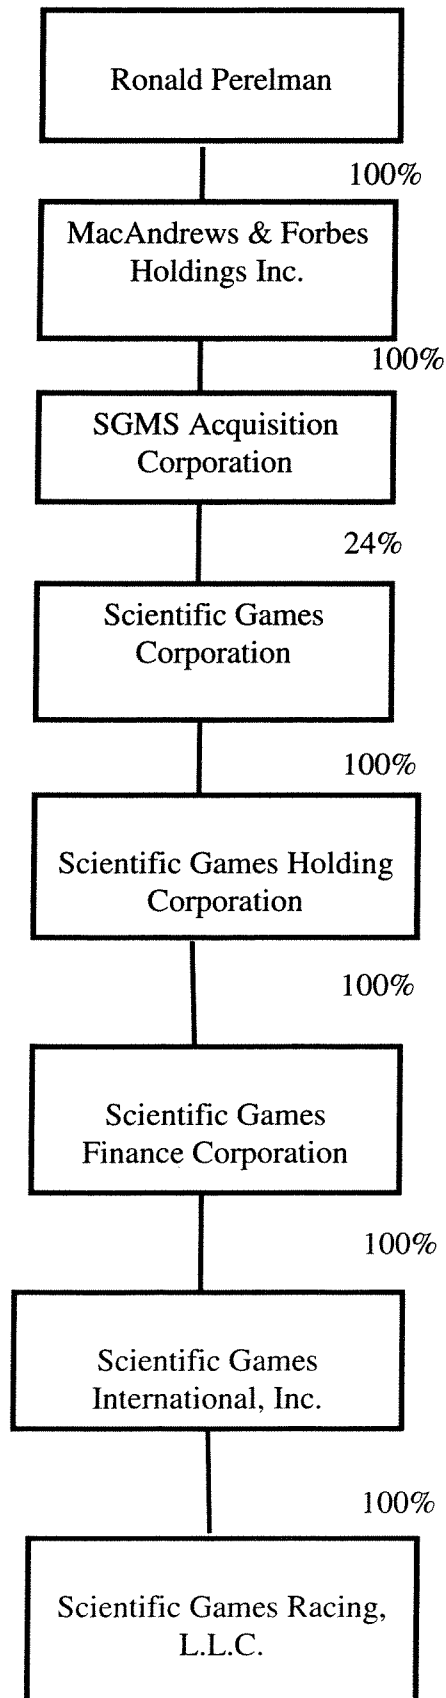 Ronald Perelman
100%
MacAndrews & Forbes
Holdings Inc.
100%
SGMS Acquisition
Corporation
24%
Scientific Games
Corporation
100%
Scientific Games Holding
Corporation
100%
Scientific Games
Finance Corporation
100%
Scientific Games
International, Inc.
100%
Scientific Games Racing,
L.L.C.